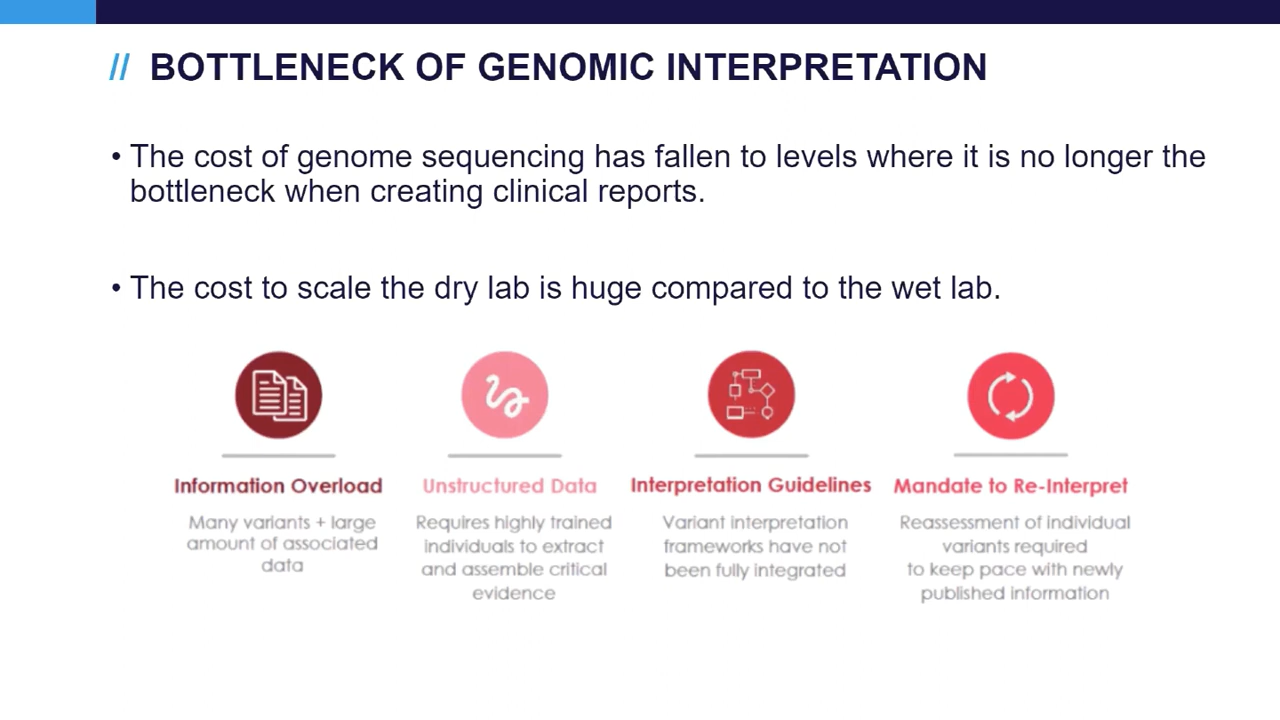 // BOTTLENECK OF GENOMIC INTERPRETATION
• The cost of genome sequencing has fallen to levels where it is no longer the
bottleneck when creating clinical reports.
• The cost to scale the dry lab is huge compared to the wet lab.
Information Overload
Many variants + large
amount of associated
data
Unstructured Data
Requires highly trained
individuals to extract
and assemble critical
evidence
Interpretation Guidelines
Variant interpretation
frameworks have not
been fully integrated
Mandate to Re-Interpret
Reassessment of individual
variants required
to keep pace with newly
published information